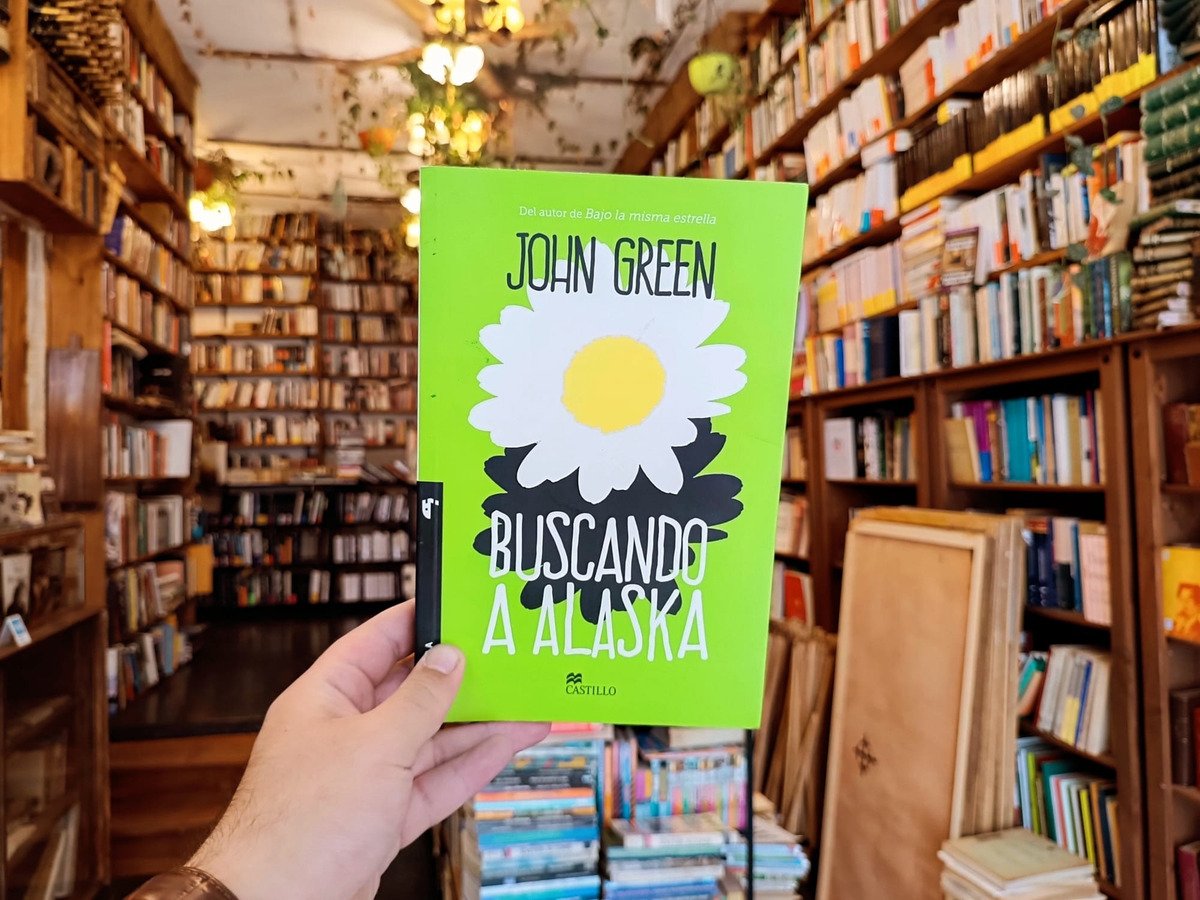 Del autor de Bajo la misma estrella
JOHN GREEN
BUSCANDO
A ALASKA
CASTILLO